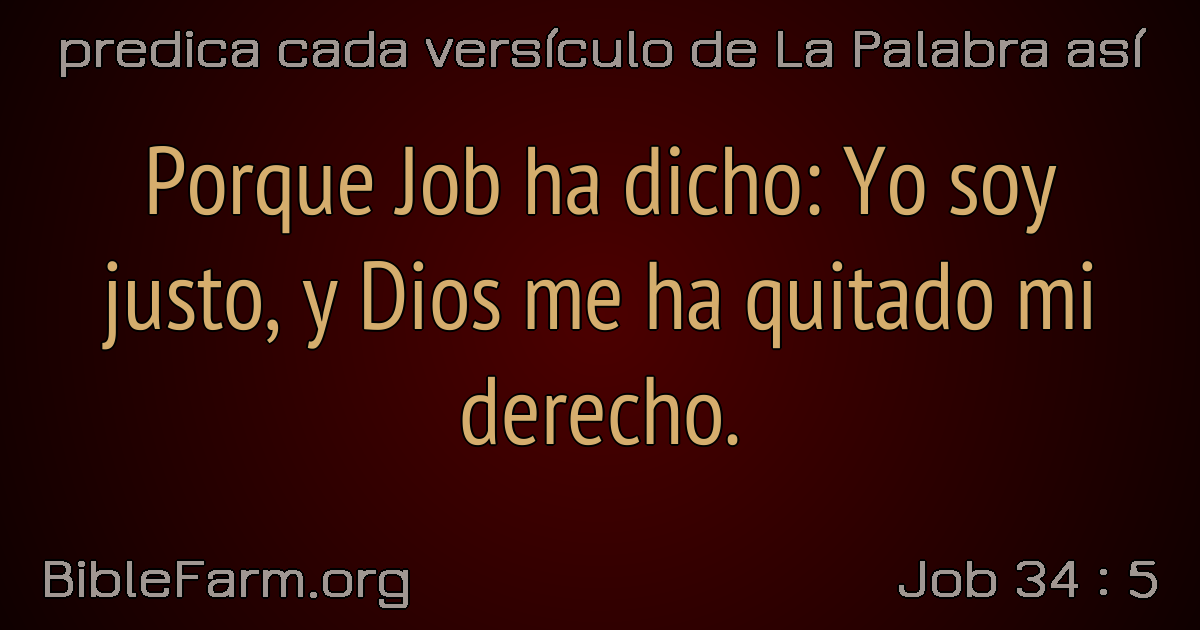 predica cada versículo de La Palabra así
Porque Job ha dicho: Yo soy
justo, y Dios me ha quitado mi
derecho.
BibleFarm.org
Job 34 : 5